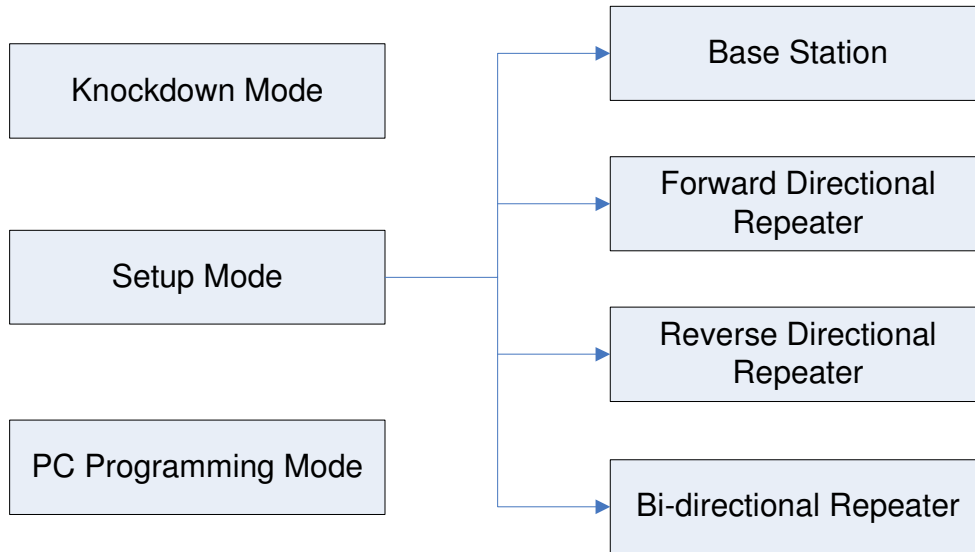 Knockdown Mode
Setup Mode
PC Programming Mode
Base Station
Forward Directional
Repeater
Reverse Directional
Repeater
Bi-directional Repeater